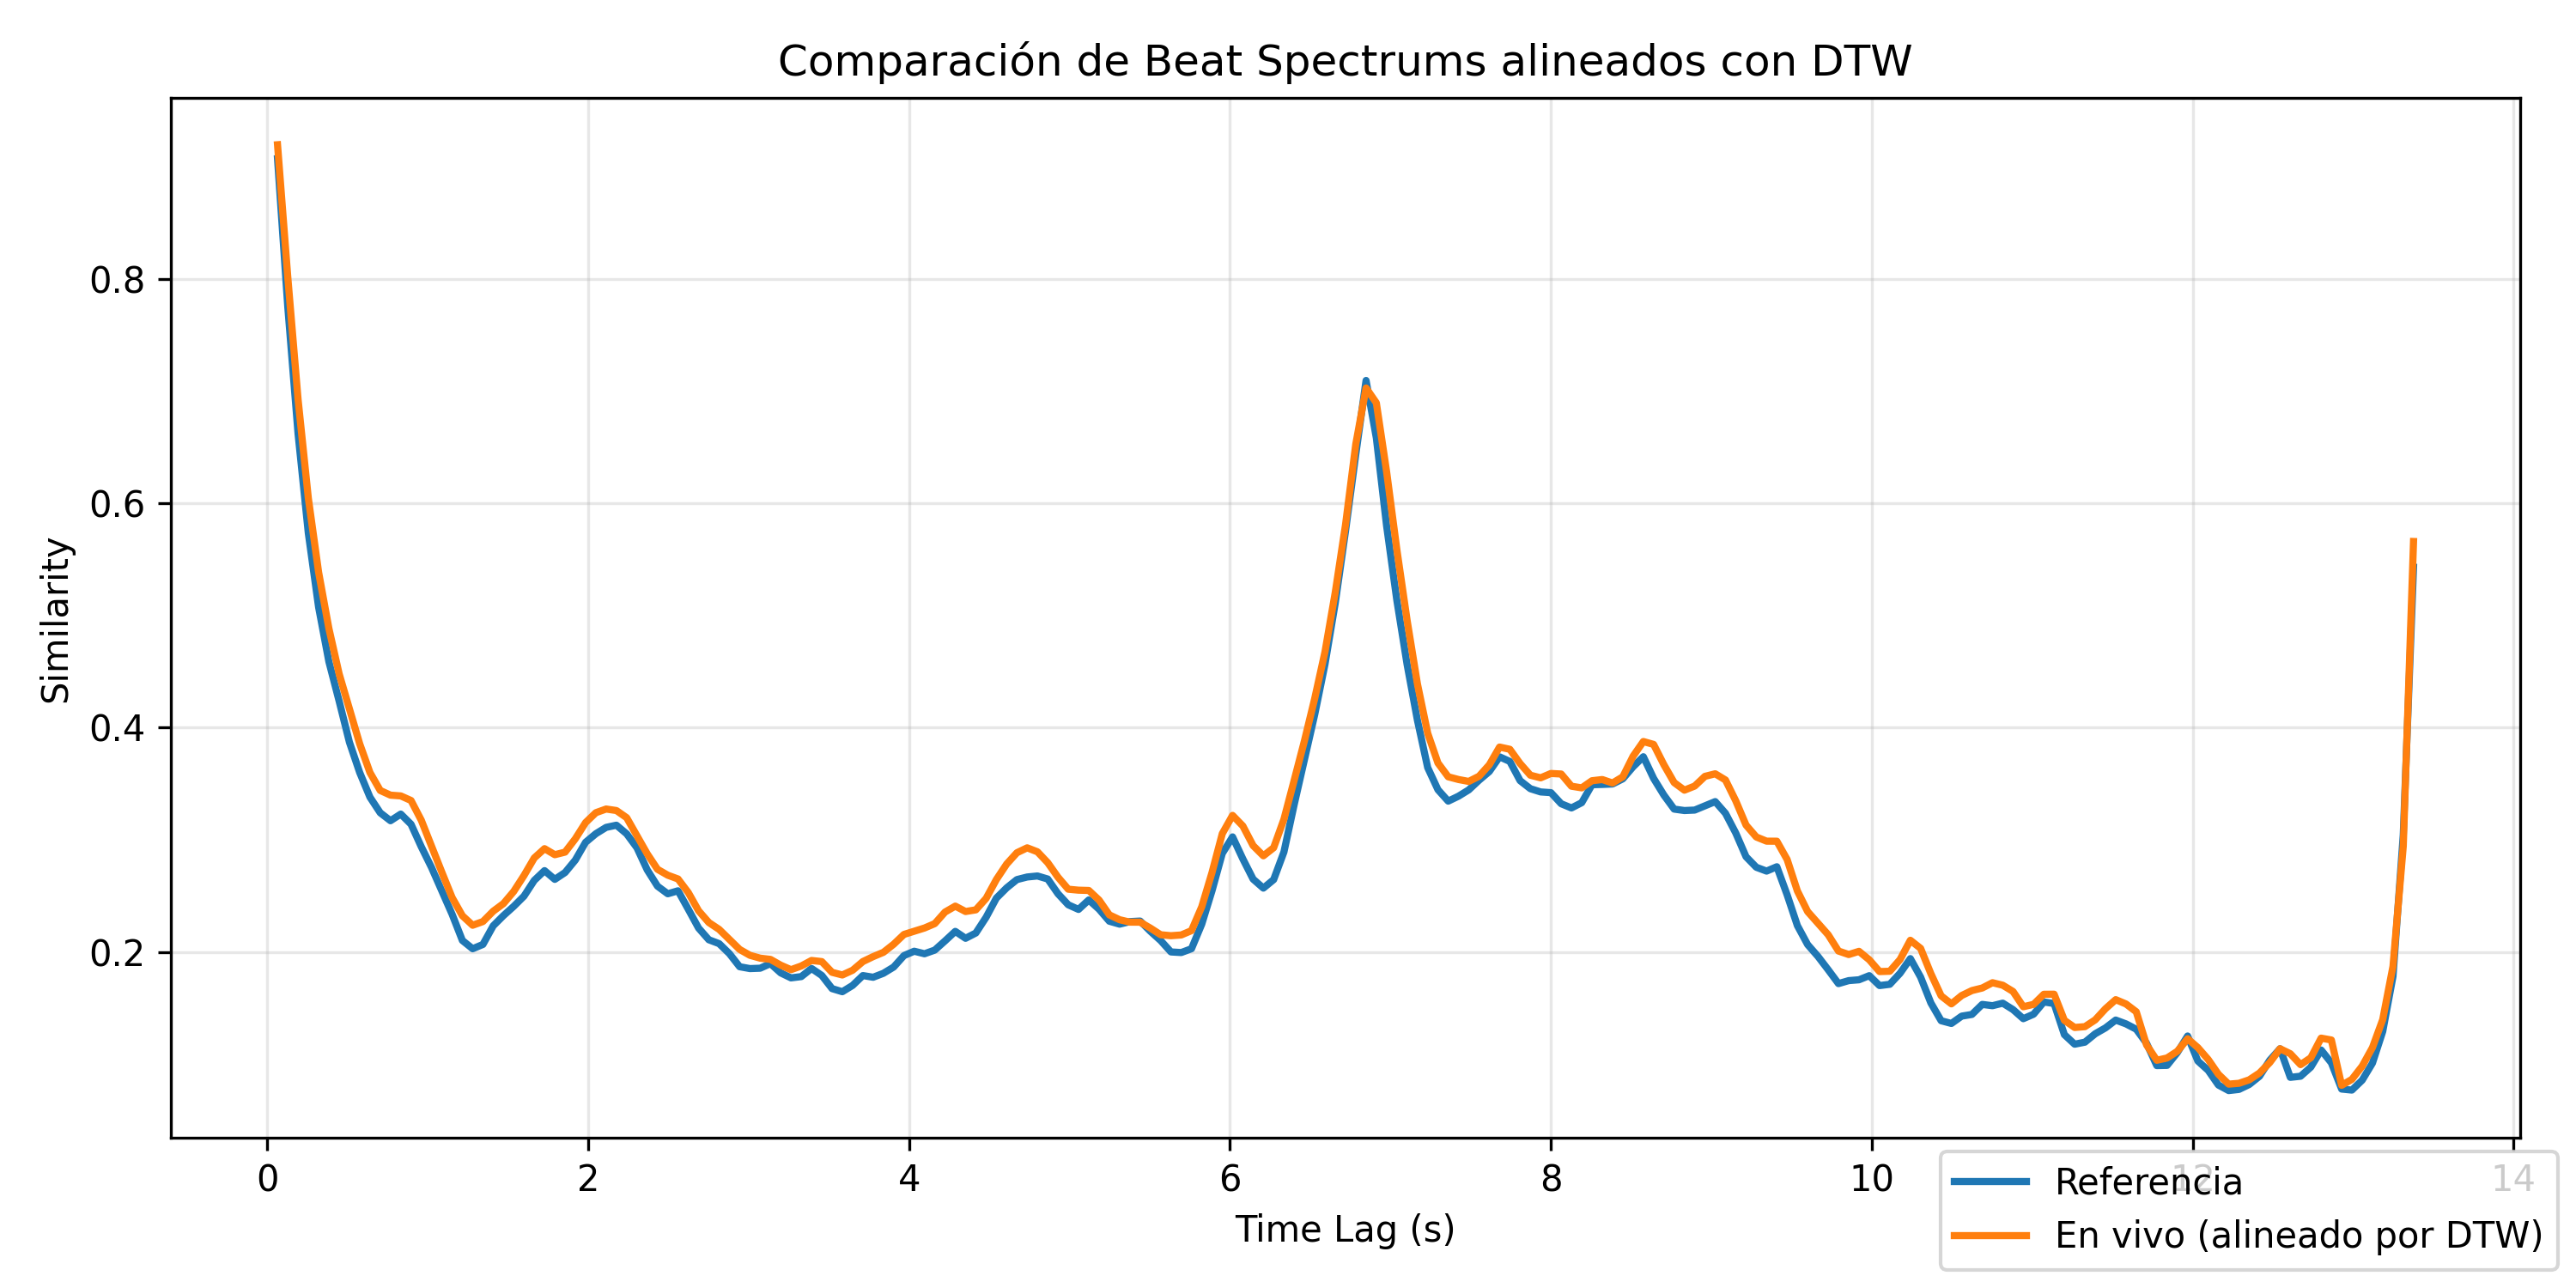 Comparación de Beat Spectrums alineados con DTW
Similarity
0.8
0.6
0.4
0.2
0 2 4 6 8 10 12 14
Time Lag (s)
Referencia
En vivo (alineado por DTW)